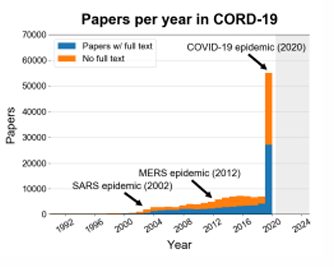 Papers per year in CORD-19
70000
60000
50000
40000
30000
20000
10000
0
Papers w/ full text
No full text
COVID-19 epidemic (2020)
MERS epidemic (2012)
SARS epidemic (2002)
Papers
1992
1996
2000
2004
2008
2012
2016
2020
2024
Year